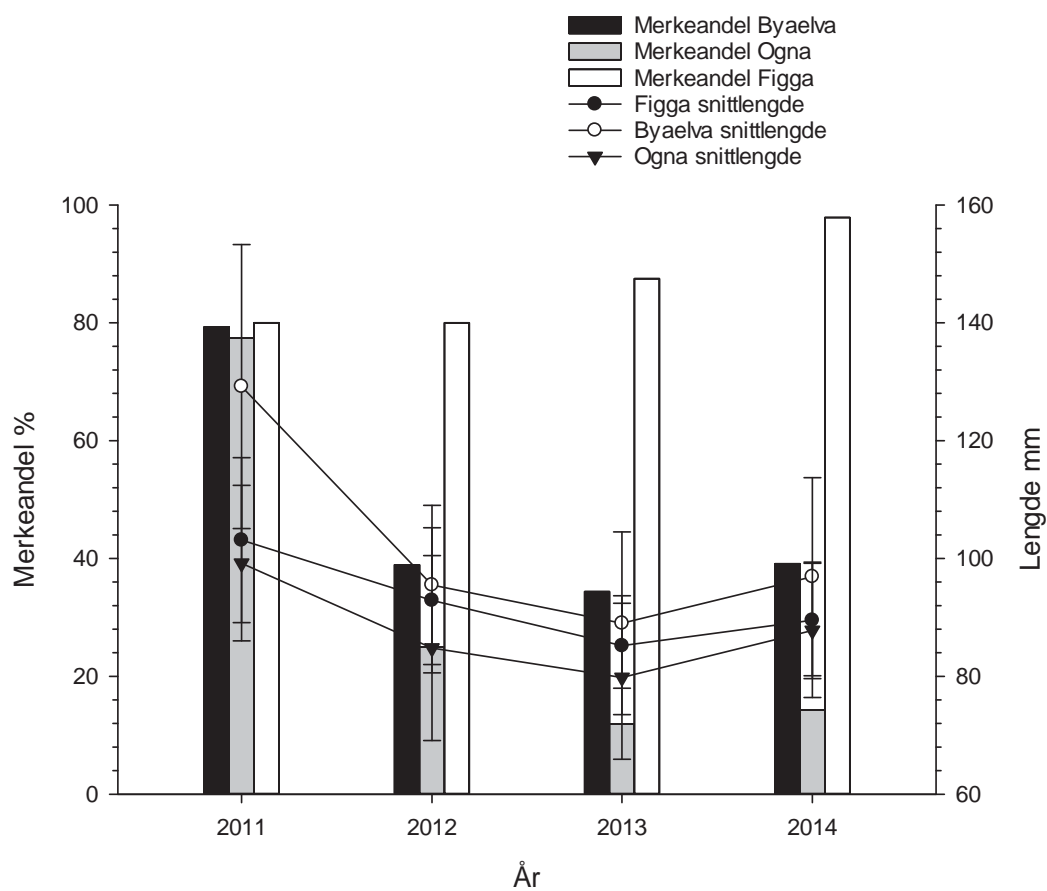 Merkeandel Byaelva
Merkeandel Ogna
Merkeandel Figga
Figga snittlengde
Byaelva snittlengde
Ogna snittlengde
100
80
60
40
20
0
Merkeandel %
160
140
120
100
80
60
Lengde mm
2011 2012 2013 2014
År